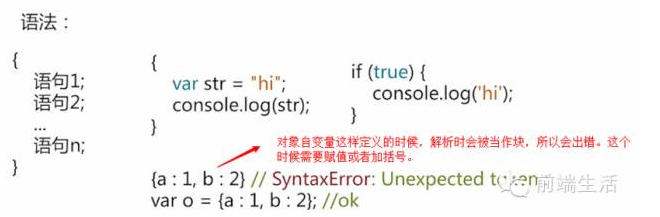 语法：
{
语句1;
语句2;
...
语句n;
}
{
var str = "hi";
console.log(str);
}
if (true) {
console.log('hi');
}
对象自变量这样定义的时候，解析时会被当作块，所以会出错。这个
时候需要赋值或者加括号。
{a : 1, b : 2} // SyntaxError: Unexpected token
var o = {a : 1, b : 2}; //ok
前端生活